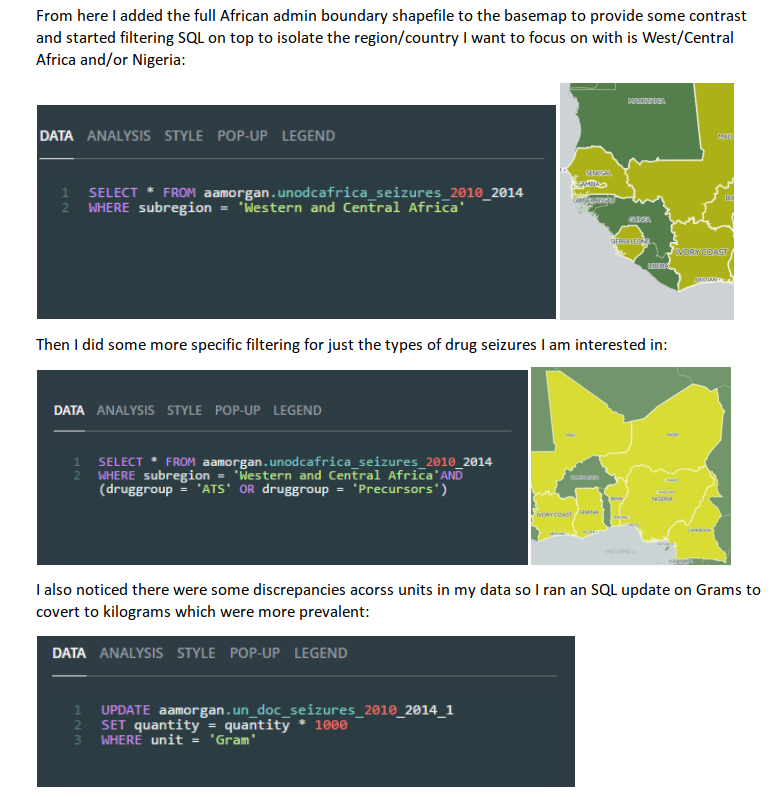 From here I added the full African admin boundary shapefile to the basemap to provide some contrast
and started filtering SQL on top to isolate the region/country I want to focus on with is West/Central
Africa and/or Nigeria:
DATA ANALYSIS STYLE POP-UP LEGEND
1 SELECT * FROM aamorgan.unodcafrica_seizures_2010_2014
2 WHERE subregion = 'Western and Central Africa'
MAURITANIA
MALI
SENEGAL
GAMBIA
GUINEA-BISSAU
GUINEA
SIERRA LEONE
IVORY COAST
LIBERIA
ABIDJAN
Then I did some more specific filtering for just the types of drug seizures I am interested in:
DATA ANALYSIS STYLE POP-UP LEGEND
1 SELECT * FROM aamorgan.unodcafrica_seizures_2010_2014
2 WHERE subregion = 'Western and Central Africa'AND
(druggroup = 'ATS' OR druggroup = 'Precursors')
MALI
NIGER
BENIN
NIGERIA
IVORY COAST
GHANA
CAMEROON
I also noticed there were some discrepancies acorss units in my data so I ran an SQL update on Grams to
covert to kilograms which were more prevalent:
DATA ANALYSIS STYLE POP-UP LEGEND
1 UPDATE aamorgan.un_doc_seizures_2010_2014_1
2 SET quantity = quantity * 1000
3 WHERE unit = 'Gram'